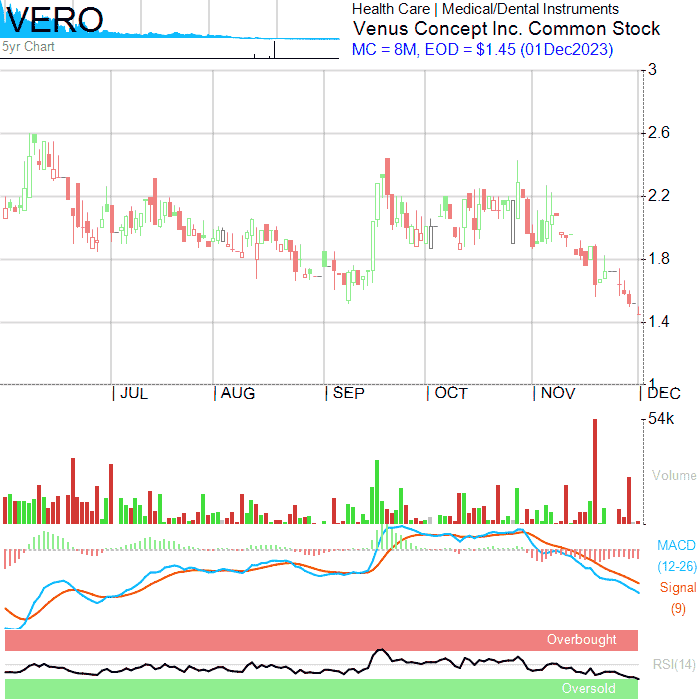 VERO
5yr Chart
Health Care | Medical/Dental Instruments
Venus Concept Inc. Common Stock
MC = 8M, EOD = $1.45 (01Dec2023)
3
2.6
2.2
1.8
1.4
1
JUL AUG SEP OCT NOV DEC
54k
Volume
MACD
(12-26)
Signal
(9)
Overbought
RSI(14)
Oversold